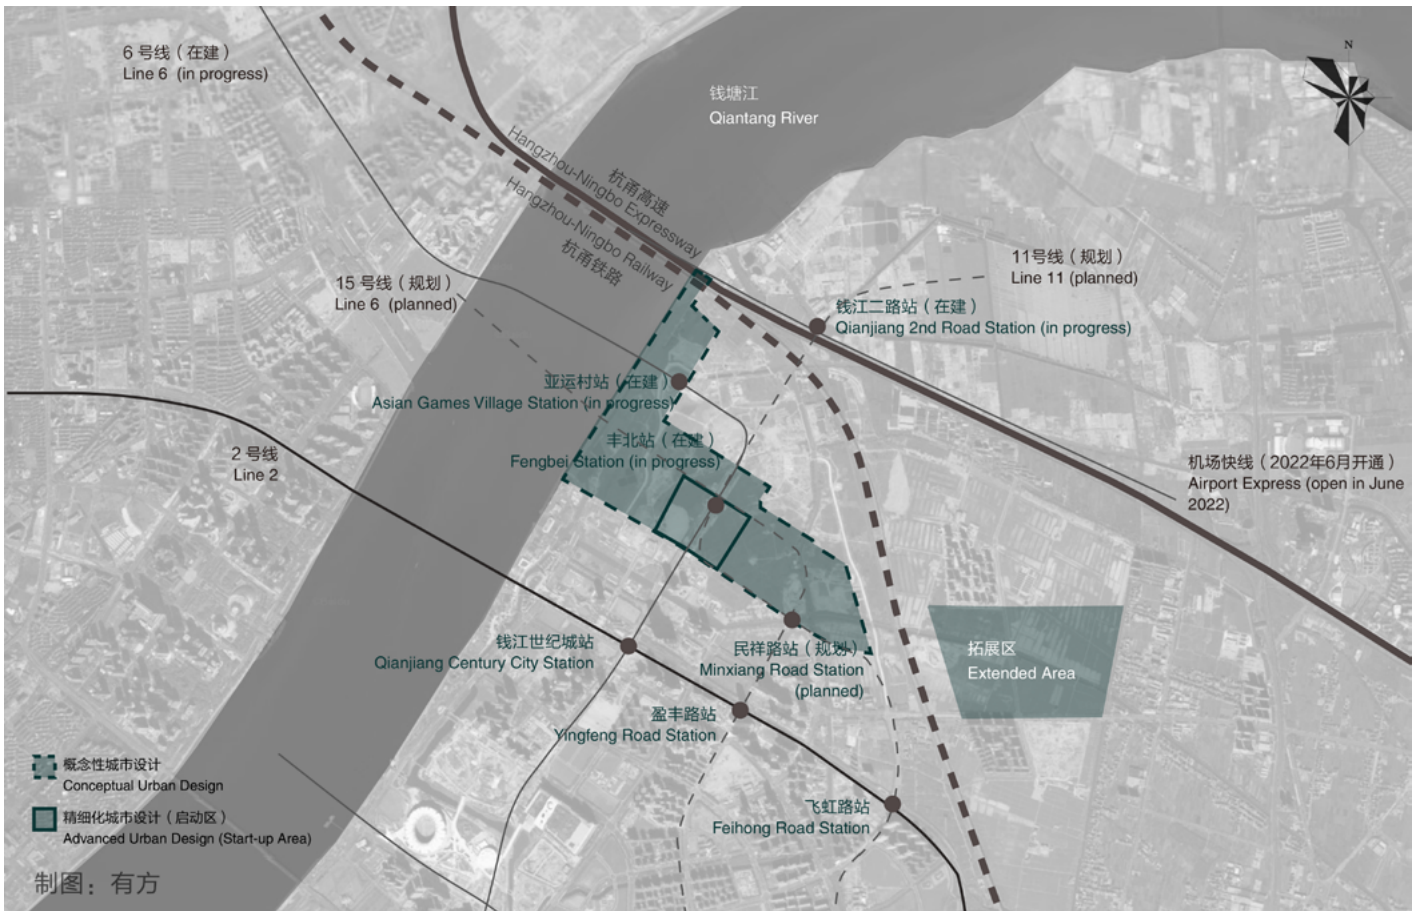 6 号线（在建）
Line 6 (in progress)
N
钱塘江
Qiantang River
Hangzhou-Ningbo Expressway
杭甬高速
Hangzhou-Ningbo Railway
杭甬铁路
11号线（规划）
Line 11 (planned)
15 号线（规划）
Line 6 (planned)
钱江二路站（在建）
Qianjiang 2nd Road Station (in progress)
亚运村站（在建）
Asian Games Village Station (in progress)
丰北站（在建）
Fengbei Station (in progress)
2 号线
Line 2
机场快线（2022年6月开通）
Airport Express (open in June
2022)
钱江世纪城站
Qianjiang Century City Station
民祥路站（规划）
Minxiang Road Station
(planned)
拓展区
Extended Area
盈丰路站
Yingfeng Road Station
飞虹路站
Feihong Road Station
概念性城市设计
Conceptual Urban Design
精细化城市设计（启动区）
Advanced Urban Design (Start-up Area)
制图：有方